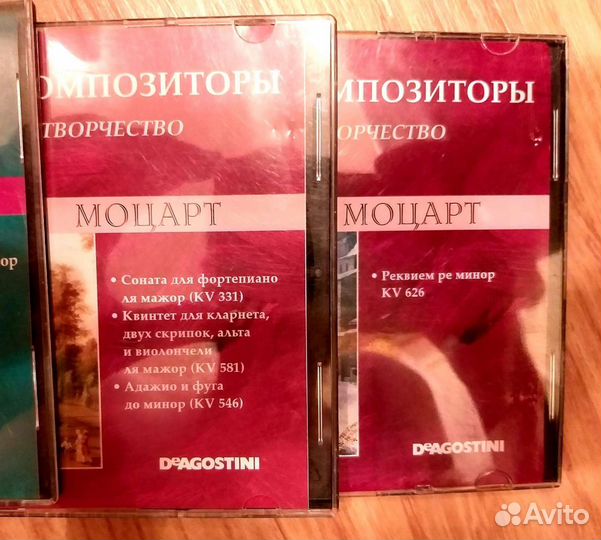 ор
ОМПОЗИТОРЫ
ТВОРЧЕСТВО
МОЦАРТ
• Соната для фортепиано
ля мажор (KV 331)
• Квинтет для кларнета,
двух скрипок, альта
и виолончели
ля мажор (KV 581)
• Адажио и фуга
до минор (KV 546)
DeAGOSTINI
МПОЗИТОРЫ
ОРЧЕСТВО
МОЦАРТ
• Реквием ре минор
KV 626
DeAGOSTINI
Avito